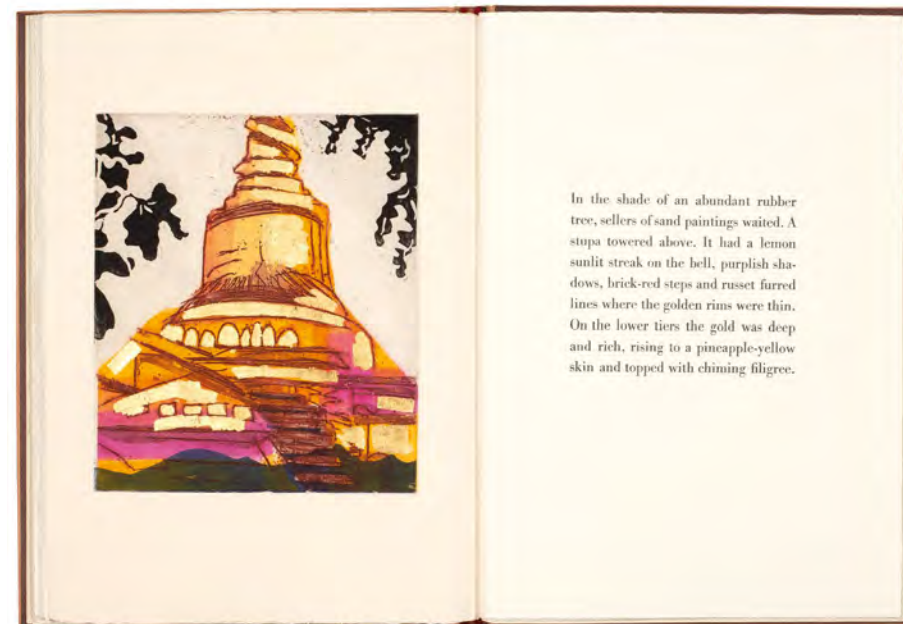 In the shade of an abundant rubber
tree, sellers of sand paintings waited. A
stupa towered above. It had a lemon
sunlit streak on the bell, purplish sha-
dows, brick-red steps and russet furred
lines where the golden rims were thin.
On the lower tiers the gold was deep
and rich, rising to a pineapple-yellow
skin and topped with chiming filigree.